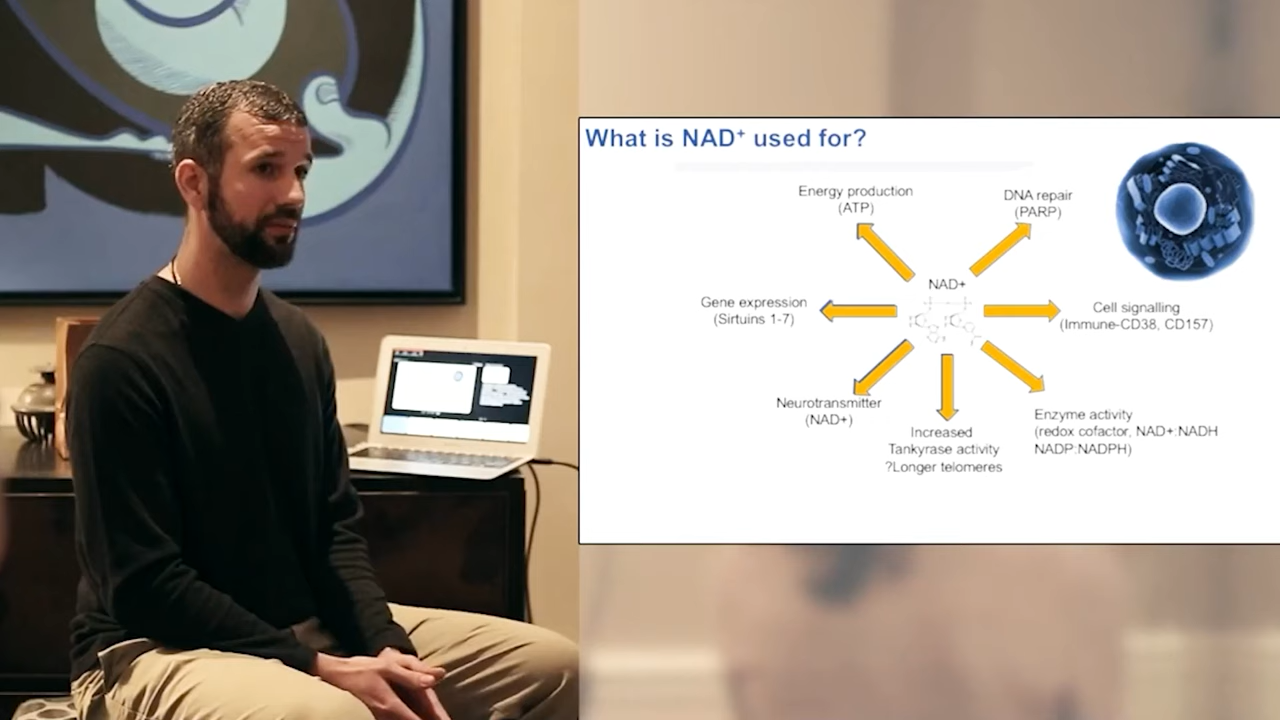 What is NAD⁺ used for?
Energy production
(ATP)
DNA repair
(PARP)
NAD+
Gene expression
(Sirtuins 1-7)
Cell signalling
(Immune-CD38, CD157)
Neurotransmitter
(NAD+)
Increased
Tankyrase activity
?Longer telomeres
Enzyme activity
(redox cofactor, NAD+:NADH
NADP:NADPH)